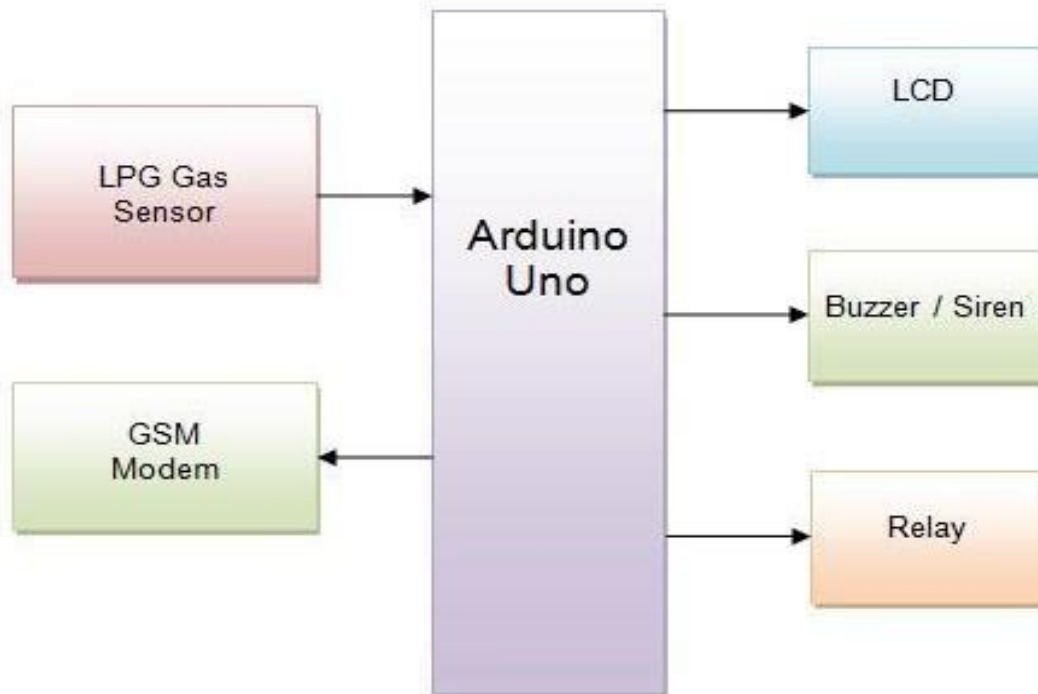 LPG Gas
Sensor
GSM
Modem
Arduino
Uno
LCD
Buzzer / Siren
Relay